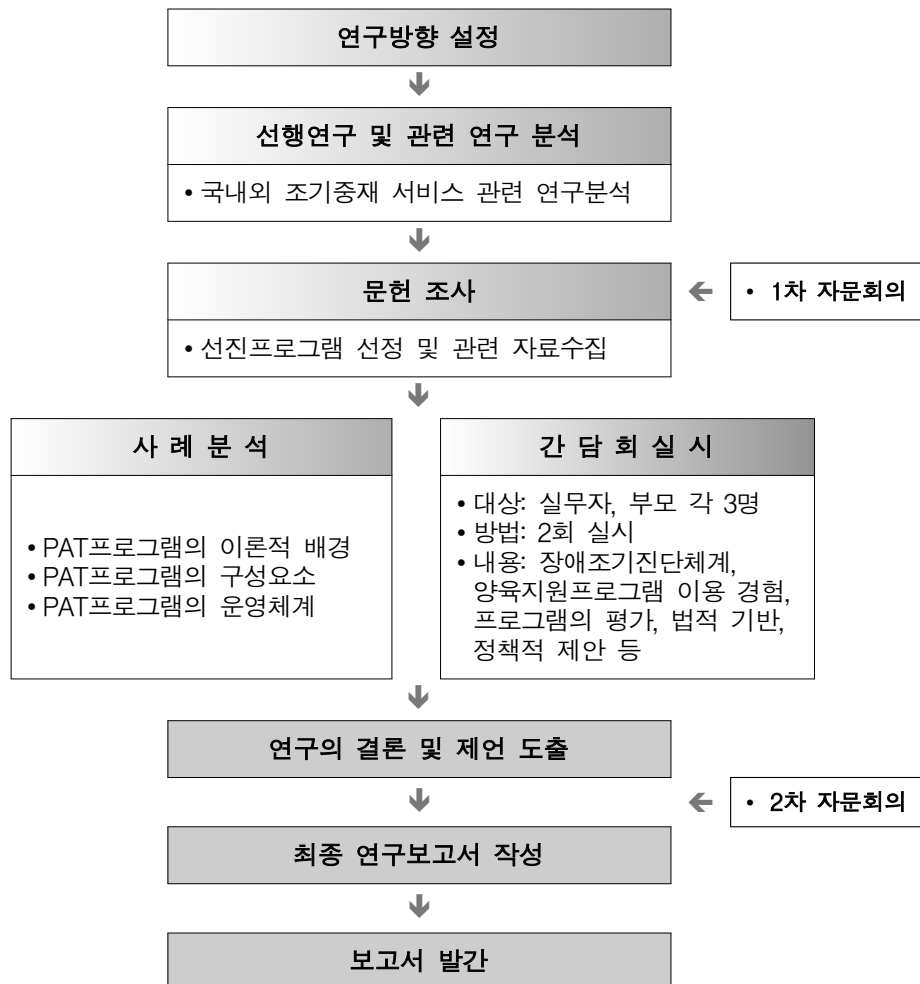 연구방향 설정
선행연구 및 관련 연구 분석
• 국내외 조기중재 서비스 관련 연구분석
문헌 조사
• 1차 자문회의
• 선진프로그램 선정 및 관련 자료수집
사 례 분 석
• PAT프로그램의 이론적 배경
• PAT프로그램의 구성요소
• PAT프로그램의 운영체계
간 담 회 실 시
• 대상: 실무자, 부모 각 3명
• 방법: 2회 실시
• 내용: 장애조기진단체계,
양육지원프로그램 이용 경험,
프로그램의 평가, 법적 기반,
정책적 제안 등
연구의 결론 및 제언 도출
• 2차 자문회의
최종 연구보고서 작성
보고서 발간